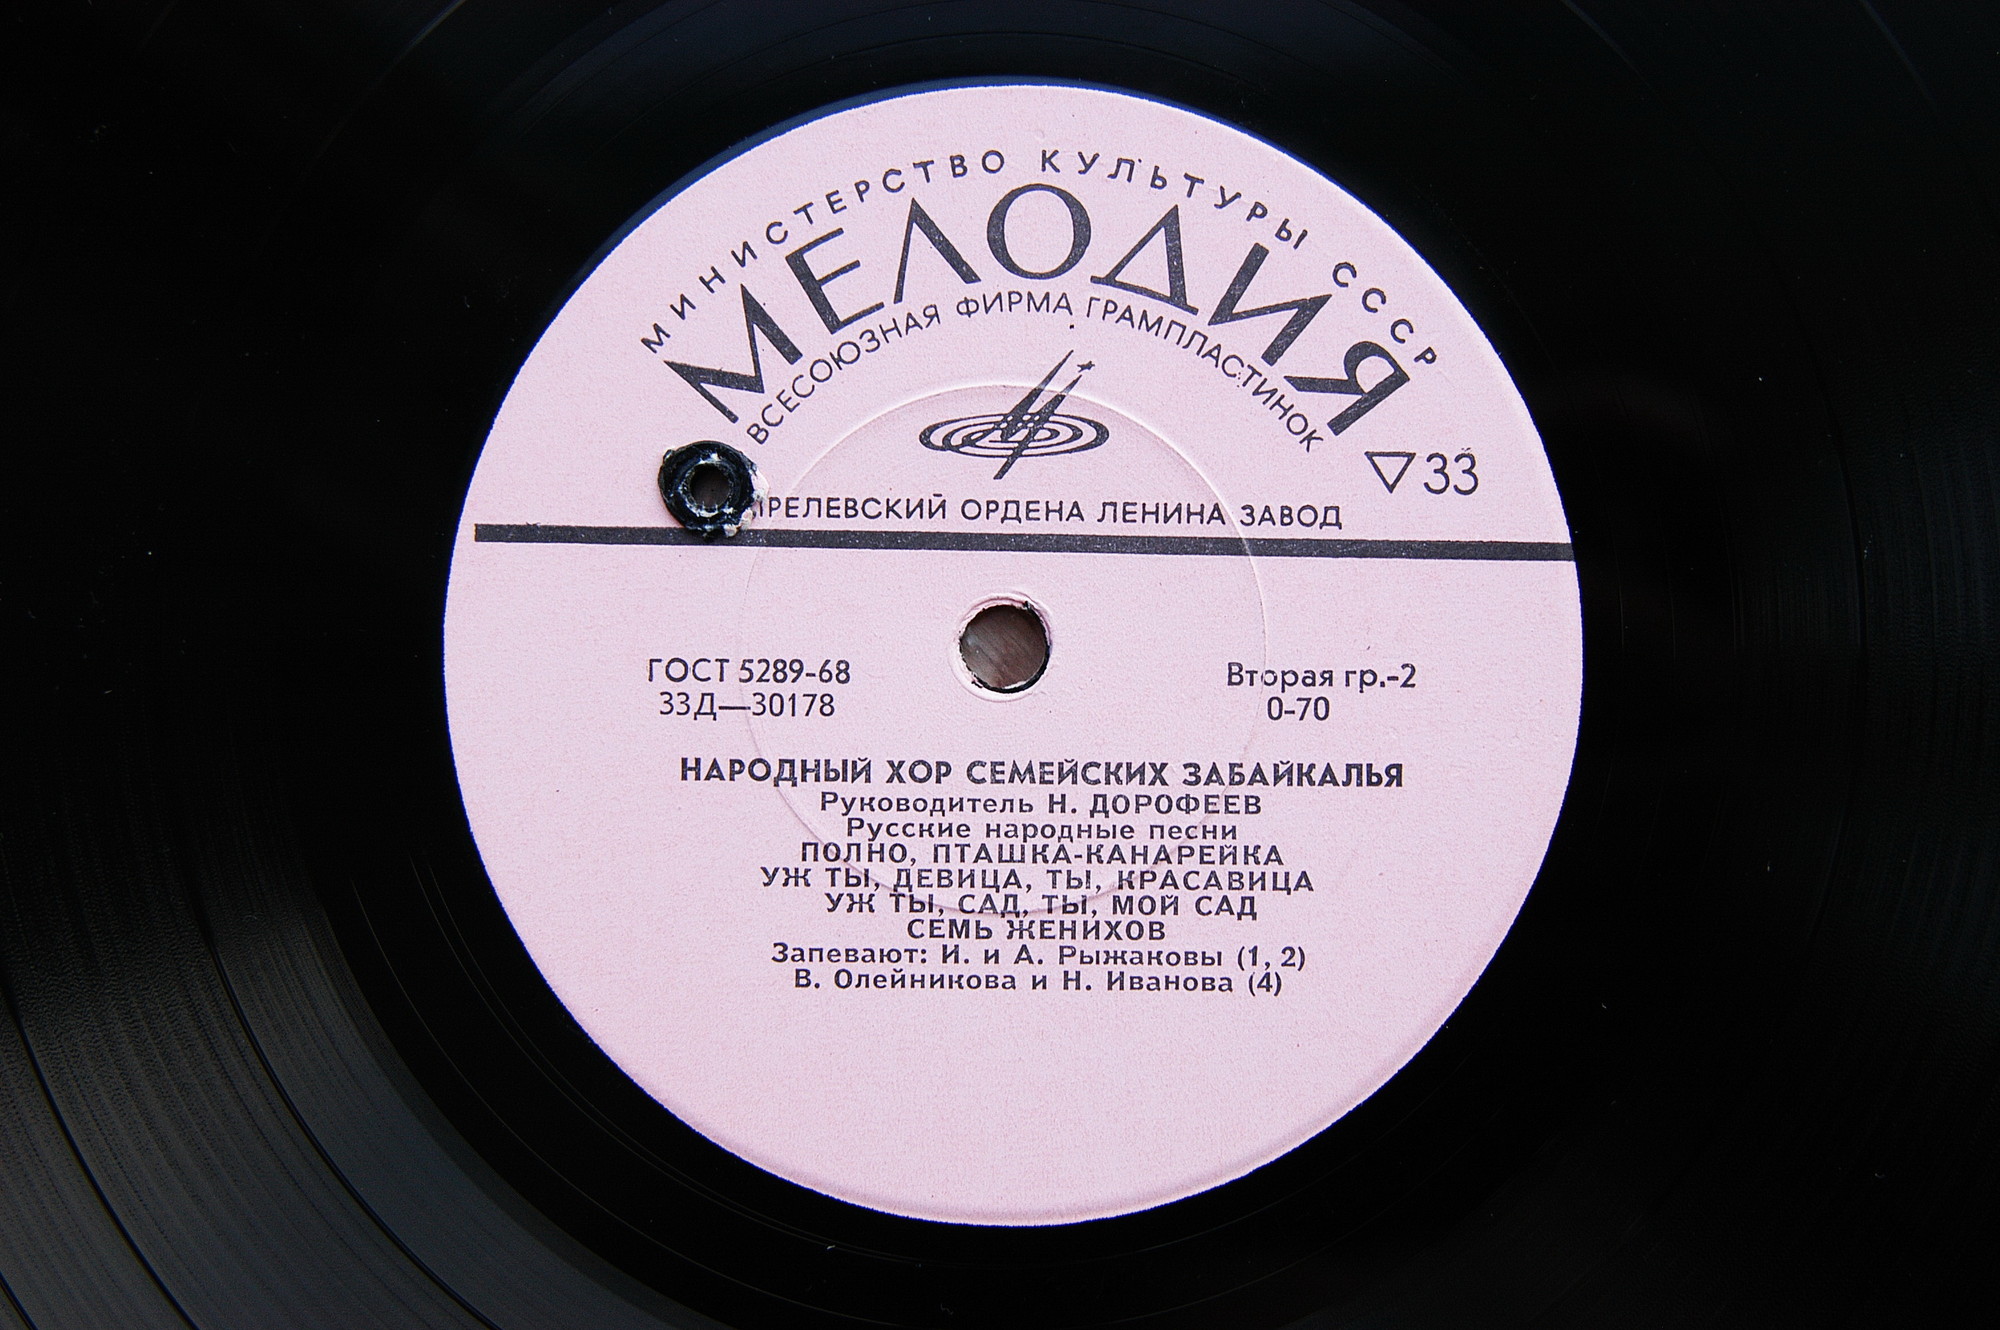 МИНИСТЕРСТВО КУЛЬТУРЫ СССР
МЕЛОДИЯ
ВСЕСОЮЗНАЯ ФИРМА ГРАМПЛАСТИНОК
▽33
ПРЕЛЕВСКИЙ ОРДЕНА ЛЕНИНА ЗАВОД
ГОСТ 5289-68
33Д—30178
Вторая гр.-2
0-70
НАРОДНЫЙ ХОР СЕМЕЙСКИХ ЗАБАЙКАЛЬЯ
Руководитель Н. ДОРОФЕЕВ
Русские народные песни
ПОЛНО, ПТАШКА-КАНАРЕЙКА
УЖ ТЫ, ДЕВИЦА, ТЫ, КРАСАВИЦА
УЖ ТЫ, САД, ТЫ, МОЙ САД
СЕМЬ ЖЕНИХОВ
Запевают: И. и А. Рыжаковы (1, 2)
В. Олейникова и Н. Иванова (4)